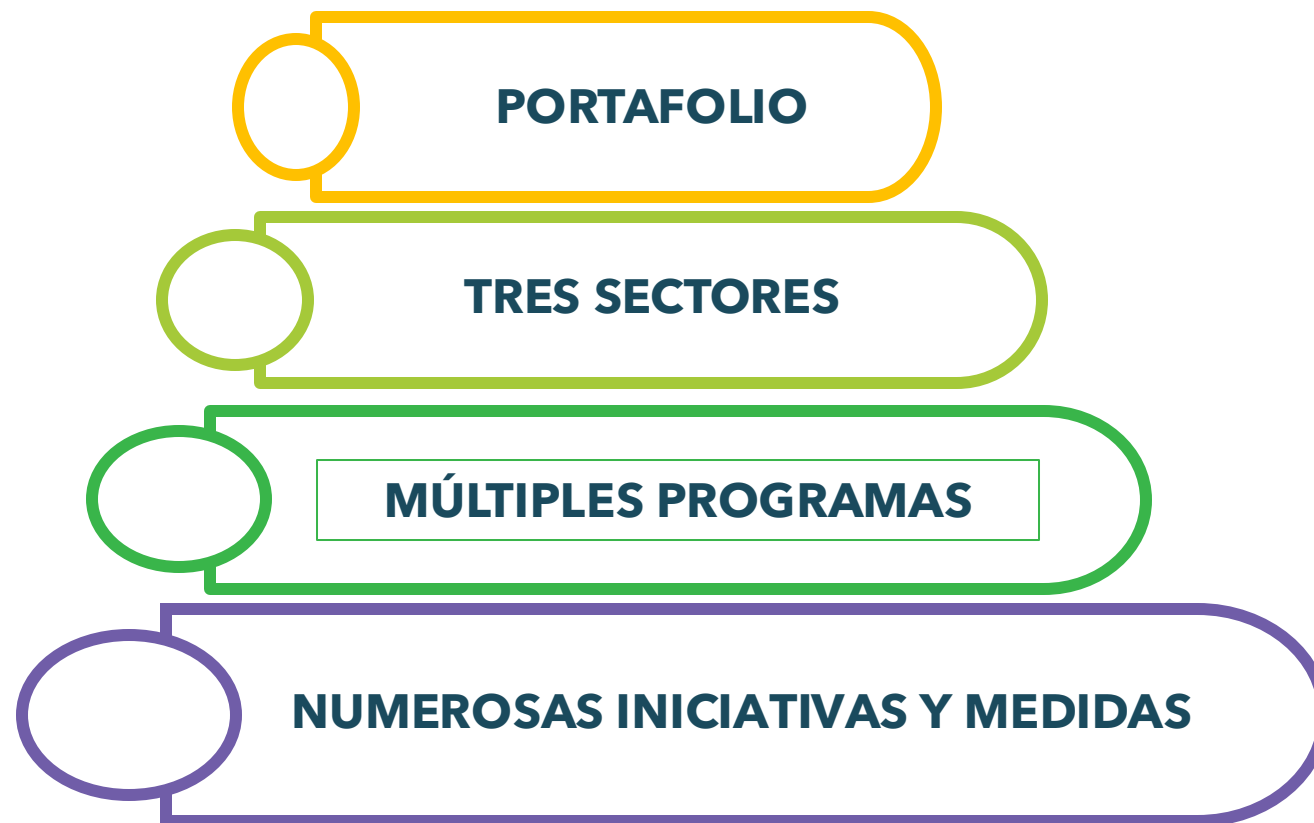 PORTAFOLIO
TRES SECTORES
MÚLTIPLES PROGRAMAS
NUMEROSAS INICIATIVAS Y MEDIDAS